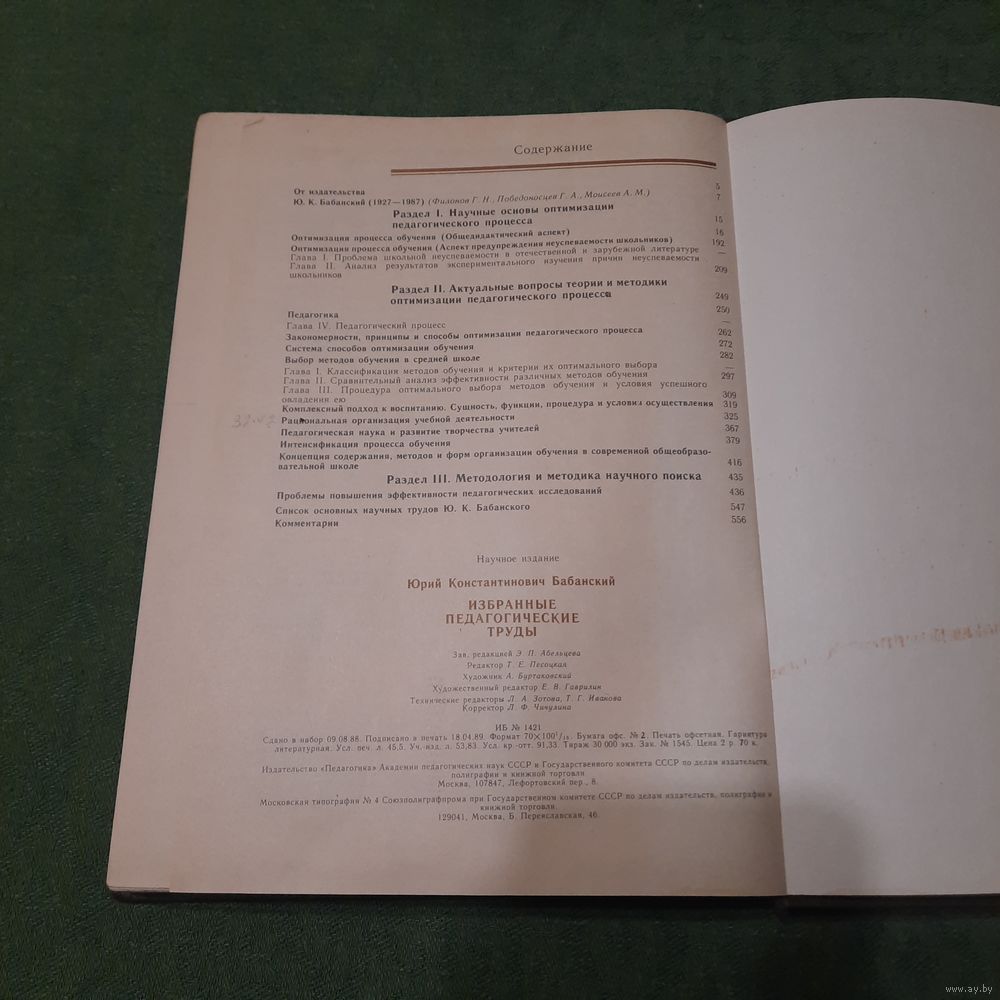 Содержание
От издательства 5
Ю. К. Бабанский (1927—1987) (Филонов Г. Н., Победоносцев Г. А., Моисеев А. М.) 7
Раздел I. Научные основы оптимизации
педагогического процесса 15
Оптимизация процесса обучения (Общедидактический аспект) 16
Оптимизация процесса обучения (Аспект предупреждения неуспеваемости школьников) 192
Глава I. Проблема школьной неуспеваемости в отечественной и зарубежной литературе —
Глава II. Анализ результатов экспериментального изучения причин неуспеваемости
школьников 209
Раздел II. Актуальные вопросы теории и методики
оптимизации педагогического процесса 249
Педагогика 250
Глава IV. Педагогический процесс —
Закономерности, принципы и способы оптимизации педагогического процесса 262
Система способов оптимизации обучения 272
Выбор методов обучения в средней школе 282
Глава I. Классификация методов обучения и критерии их оптимального выбора —
Глава II. Сравнительный анализ эффективности различных методов обучения 297
Глава III. Процедура оптимального выбора методов обучения и условия успешного
овладения ею 309
Комплексный подход к воспитанию. Сущность, функции, процедура и условия осуществления 319
Рациональная организация учебной деятельности 325
Педагогическая наука и развитие творчества учителей 367
Интенсификация процесса обучения 379
Концепция содержания, методов и форм организации обучения в современной общеобразо-
вательной школе 416
Раздел III. Методология и методика научного поиска 435
Проблемы повышения эффективности педагогических исследований 436
Список основных научных трудов Ю. К. Бабанского 547
Комментарии 556
Научное издание
Юрий Константинович Бабанский
ИЗБРАННЫЕ
ПЕДАГОГИЧЕСКИЕ
ТРУДЫ
Зав. редакцией Э. П. Абельцева
Редактор Т. Е. Песоцкая
Художник А. Буртаковский
Художественный редактор Е. В. Гаврилин
Технические редакторы Л. А. Зотова, Т. Г. Иванова
Корректор Л. Ф. Чикулина
ИБ № 1421
Сдано в набор 09.08.88. Подписано в печать 18.04.89. Формат 70×100¹/₁₆. Бумага офс. № 2. Печать офсетная. Гарнитура
литературная. Усл. печ. л. 45,5. Уч.-изд. л. 53,83. Усл. кр.-отт. 91,33. Тираж 30 000 экз. Зак. № 1545. Цена 2 р. 70 к.
Издательство «Педагогика» Академии педагогических наук СССР и Государственного комитета СССР по делам издательств,
полиграфии и книжной торговли
Москва, 107847, Лефортовский пер., 8.
Московская типография № 4 Союзполиграфпрома при Государственном комитете СССР по делам издательств, полиграфии и
книжной торговли.
129041, Москва, Б. Переяславская, 46.
www.ay.by